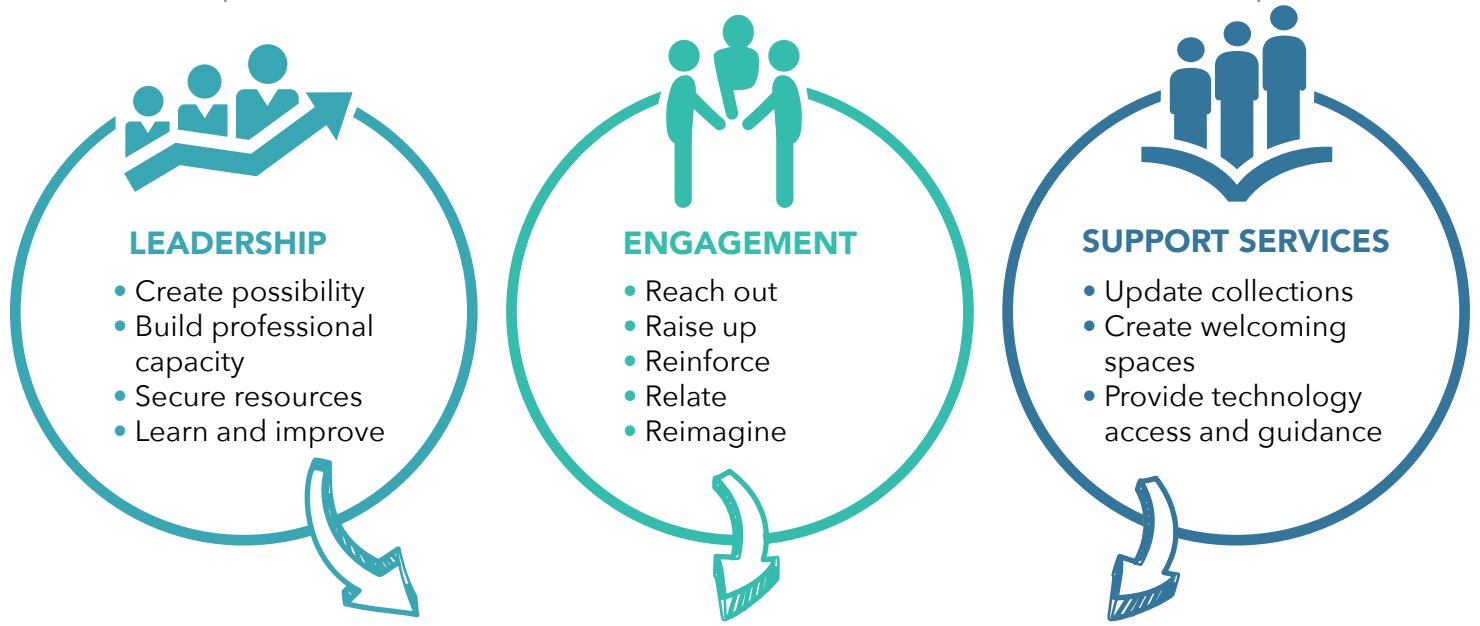 LEADERSHIP
• Create possibility
• Build professional
capacity
• Secure resources
• Learn and improve
ENGAGEMENT
• Reach out
• Raise up
• Reinforce
• Relate
• Reimagine
SUPPORT SERVICES
• Update collections
• Create welcoming
spaces
• Provide technology
access and guidance